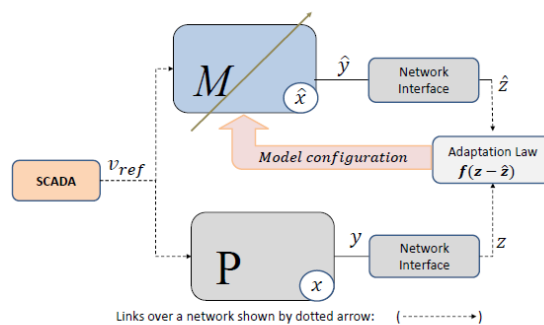 M
x̂
ŷ
Network
Interface
ẑ
v_ref
SCADA
Model configuration
Adaptation Law
f(z − ẑ)
P
x
y
Network
Interface
z
Links over a network shown by dotted arrow: ( )